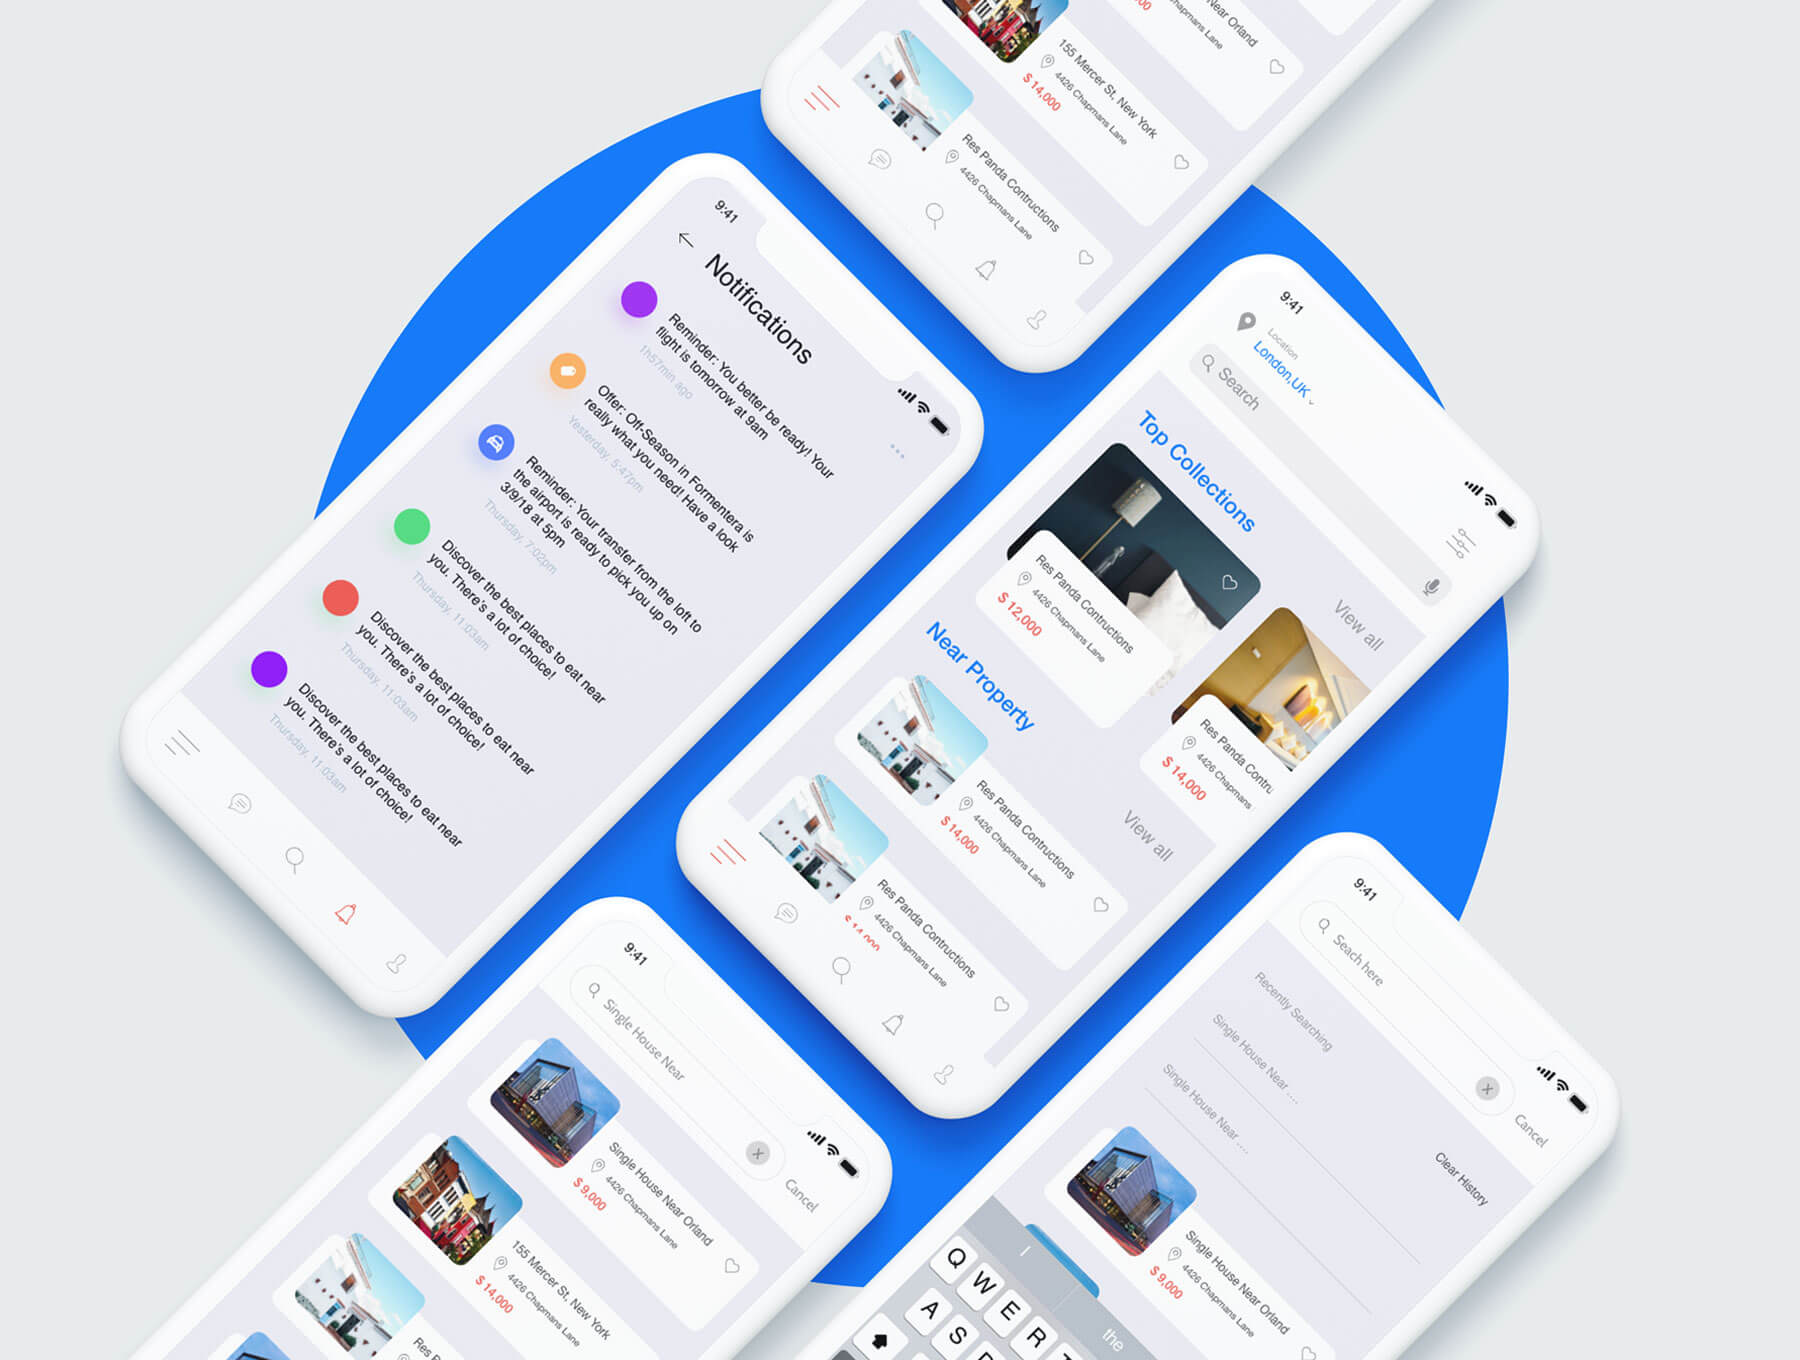 Near Orland
Chapmans Lane
155 Mercer St, New York
4426 Chapmans Lane
$ 14,000
Res Panda Contructions
4426 Chapmans Lane
9:41
Notifications
Reminder: You better be ready! Your
flight is tomorrow at 9am
1h57min ago
Offer: Off-Season in Formentera is
really what you need! Have a look
Yesterday, 5:47pm
Reminder: Your transfer from the loft to
the airport is ready to pick you up on
3/9/18 at 5pm
Thursday, 7:02pm
Discover the best places to eat near
you. There's a lot of choice!
Thursday, 11:03am
Discover the best places to eat near
you. There's a lot of choice!
Thursday, 11:03am
Discover the best places to eat near
you. There's a lot of choice!
Thursday, 11:03am
9:41
Location
London,UK
Search
Top Collections
View all
Res Panda Contructions
4426 Chapmans Lane
$ 12,000
Res Panda Contru
4426 Chapmans
$ 14,000
Near Property
View all
Res Panda Contructions
4426 Chapmans Lane
$ 14,000
Res Panda Contructions
4426 Chapmans Lane
$ 14,000
9:41
Single House Near
X
Cancel
Single House Near Orland
4426 Chapmans Lane
$ 9,000
155 Mercer St, New York
4426 Chapmans Lane
$ 14,000
Res
9:41
Seach here
X
Cancel
Recently Searching
Clear History
Single House Near ....
Single House Near ....
Single House Near Orland
4426 Chapmans Lane
$ 9,000
I
the
Q W E R
A S